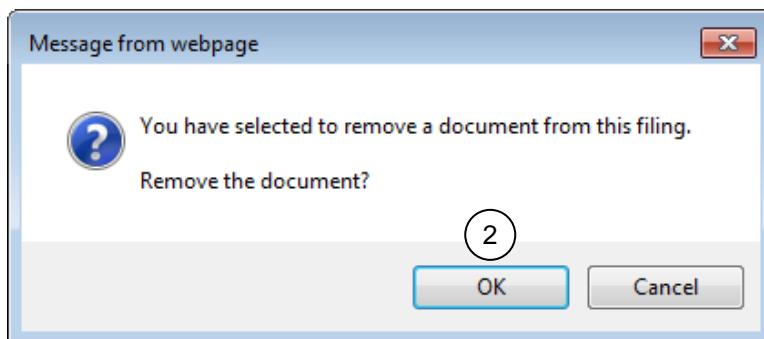 Message from webpage
You have selected to remove a document from this filing.
Remove the document?
2
OK
Cancel